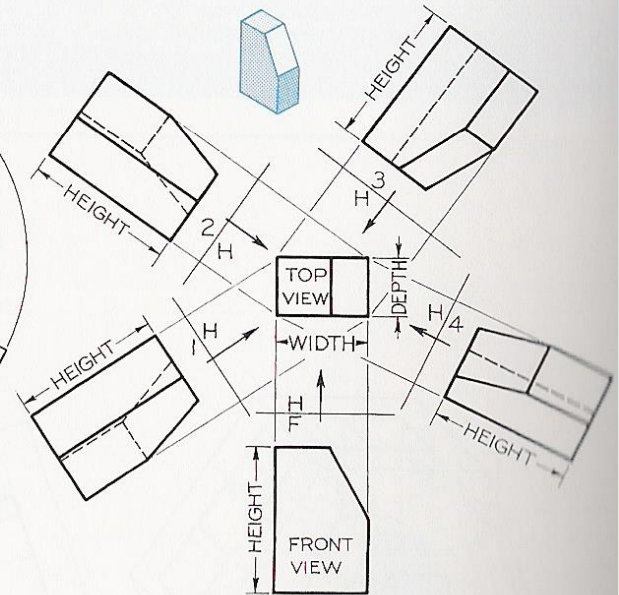 HEIGHT
HEIGHT
3
H
2
H
TOP
VIEW
DEPTH
H
4
H
1
WIDTH
HEIGHT
H
F
HEIGHT
HEIGHT
FRONT
VIEW